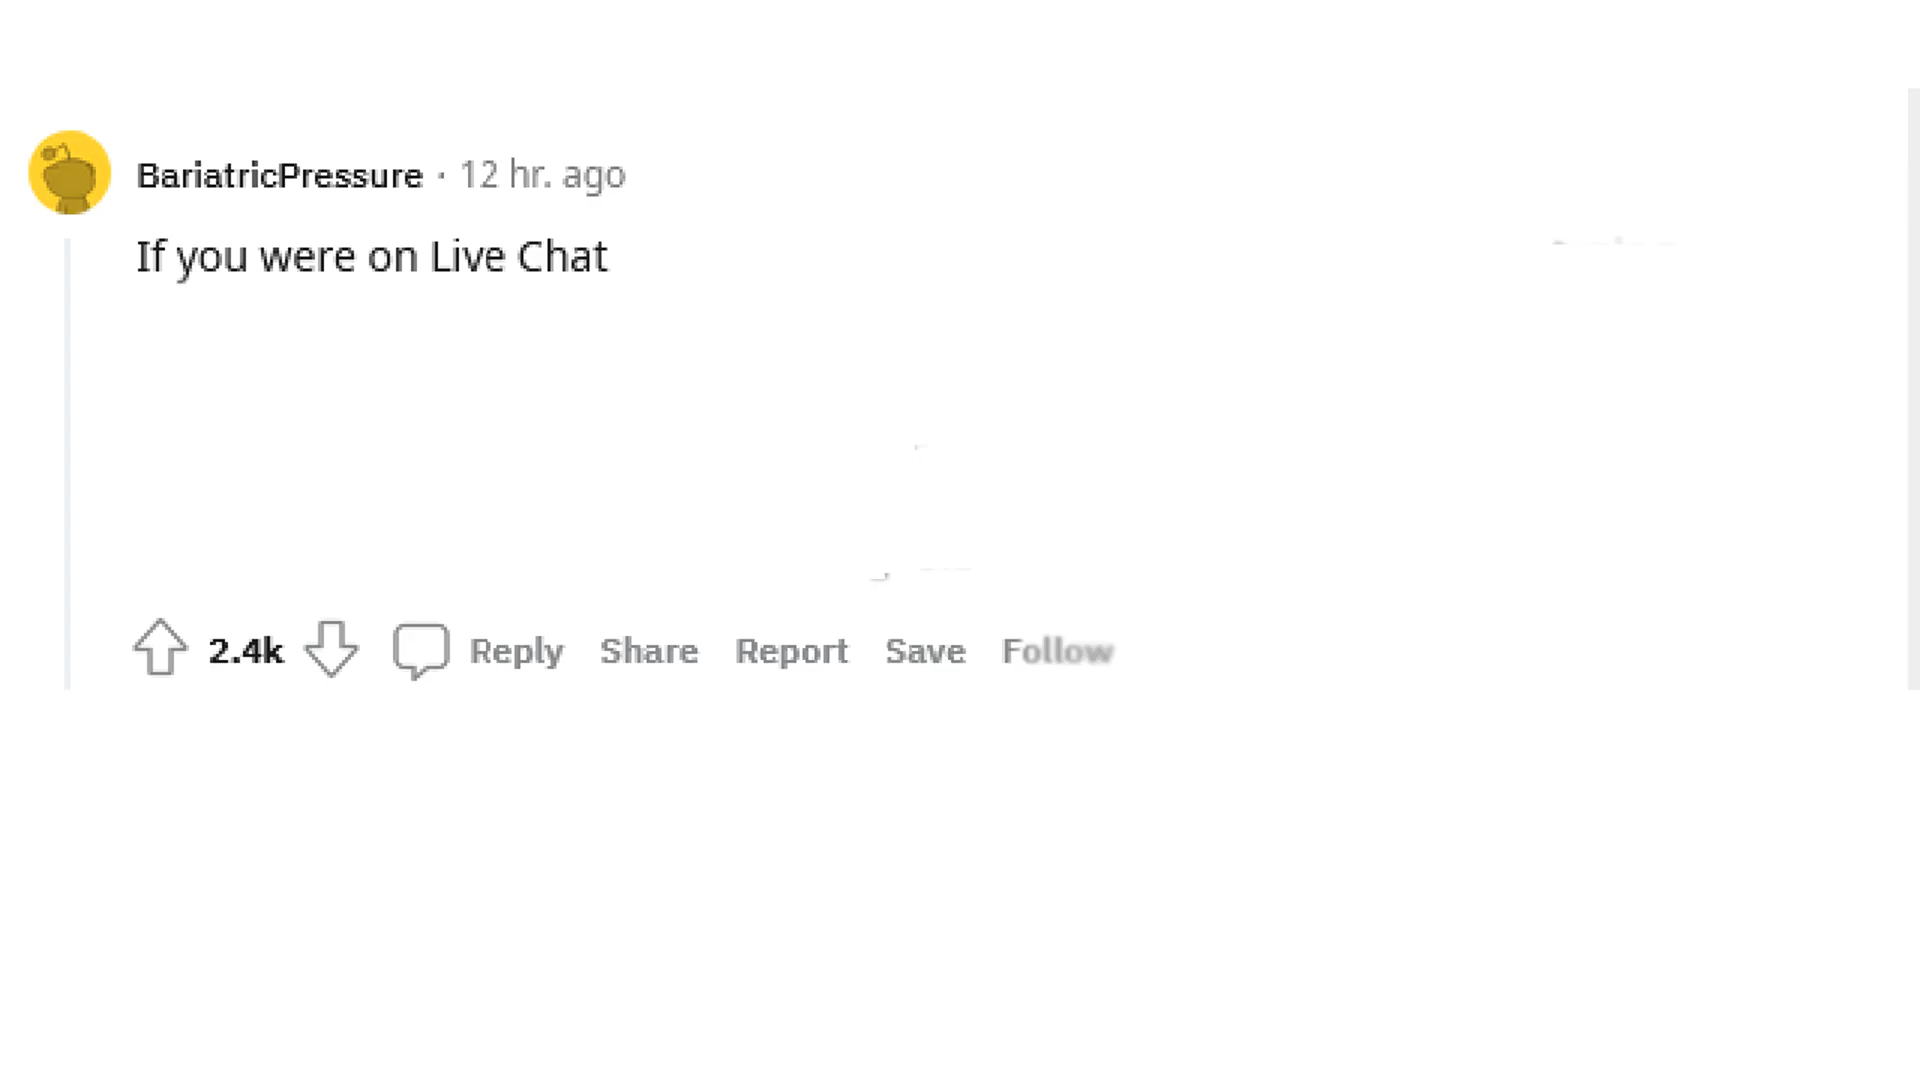 BariatricPressure · 12 hr. ago
If you were on Live Chat
2.4k Reply Share Report Save Follow